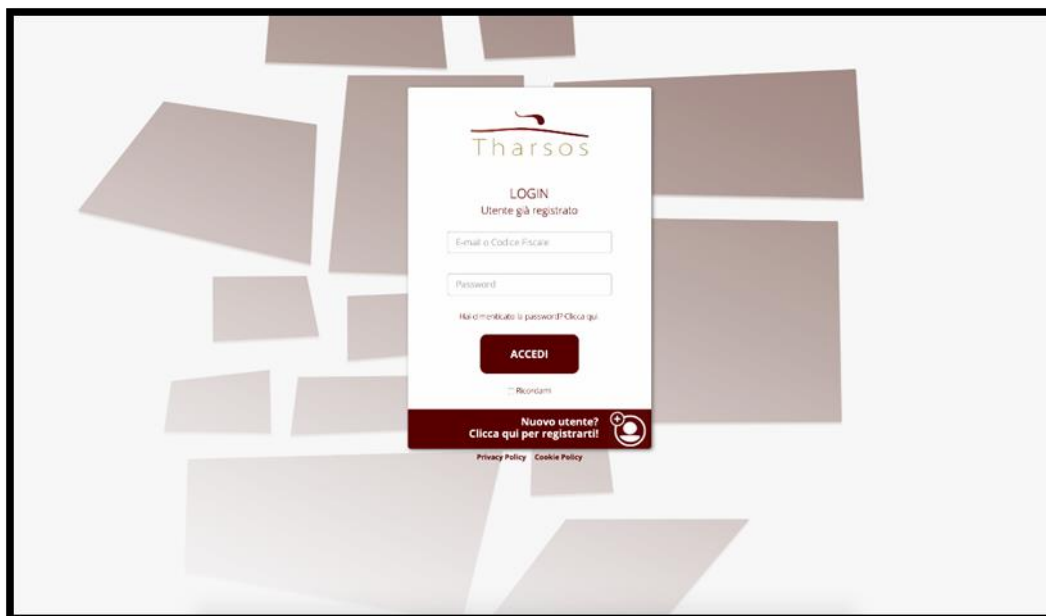 Tharsos
LOGIN
Utente già registrato
E-mail o Codice Fiscale
Password
Hai dimenticato la password? Clicca qui
ACCEDI
Ricordami
Nuovo utente?
Clicca qui per registrarti!
Privacy Policy Cookie Policy